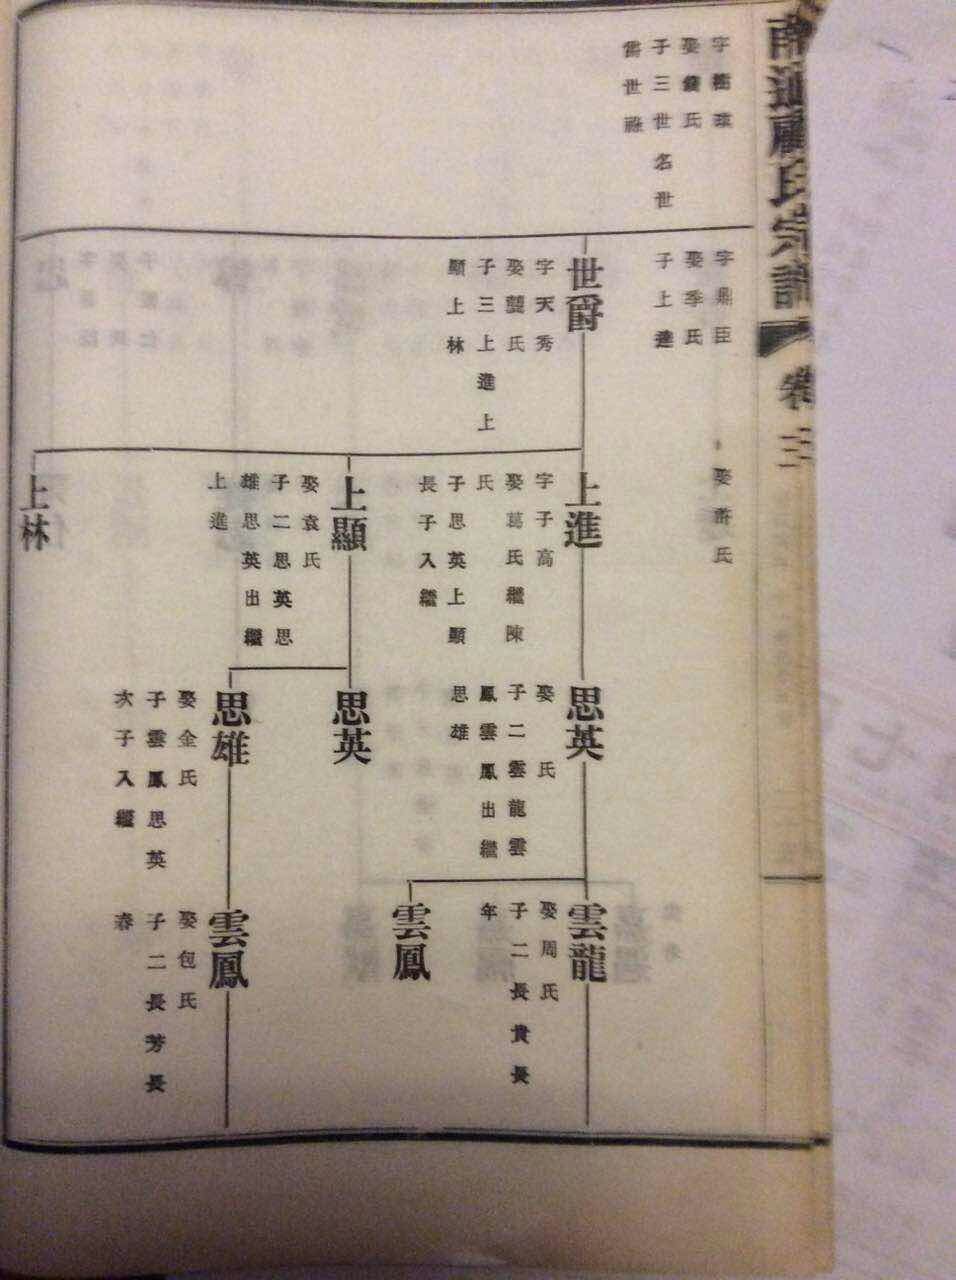 南通顧氏宗譜
卷三
字衢環
娶錢氏
子三世名世
爵世祿
字鼎臣
娶季氏
子上達
世爵
字天秀
娶龔氏
子三上進上
顯上林
娶喬氏
上進
字子高
娶葛氏繼陳
氏
子思英上顯
長子入繼
上顯
娶袁氏
子二思英思
雄思英出繼
上進
上林
思英
娶氏
子二雲龍雲
鳳雲鳳出繼
思雄
思英
思雄
娶金氏
子雲鳳思英
次子入繼
雲龍
娶周氏
子二長貴長
年
雲鳳
雲鳳
娶包氏
子二長芳長
春